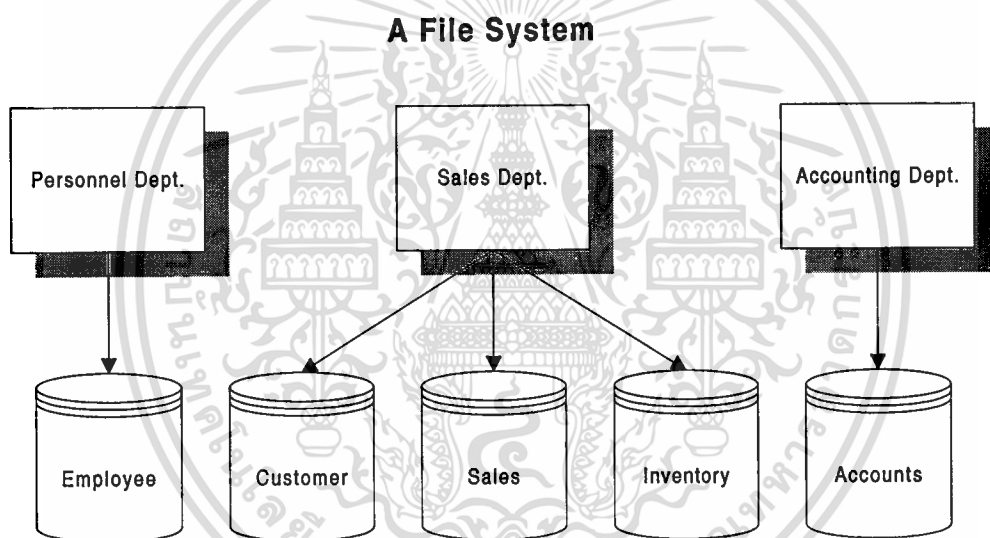 A File System
Personnel Dept.
Sales Dept.
Accounting Dept.
Employee
Customer
Sales
Inventory
Accounts